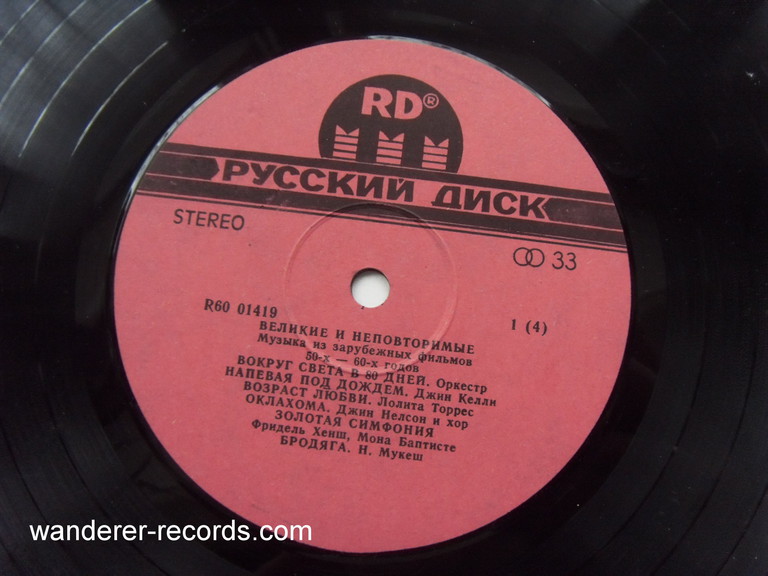 RD®
РУССКИЙ ДИСК
STEREO
33
R60 01419
1 (4)
ВЕЛИКИЕ И НЕПОВТОРИМЫЕ
Музыка из зарубежных фильмов
50-х — 60-х годов
ВОКРУГ СВЕТА В 80 ДНЕЙ. Оркестр
НАПЕВАЯ ПОД ДОЖДЕМ. Джин Келли
ВОЗРАСТ ЛЮБВИ. Лолита Торрес
ОКЛАХОМА. Джин Нелсон и хор
ЗОЛОТАЯ СИМФОНИЯ
Фридель Хенш, Мона Баптисте
БРОДЯГА. Н. Мукеш
wanderer-records.com